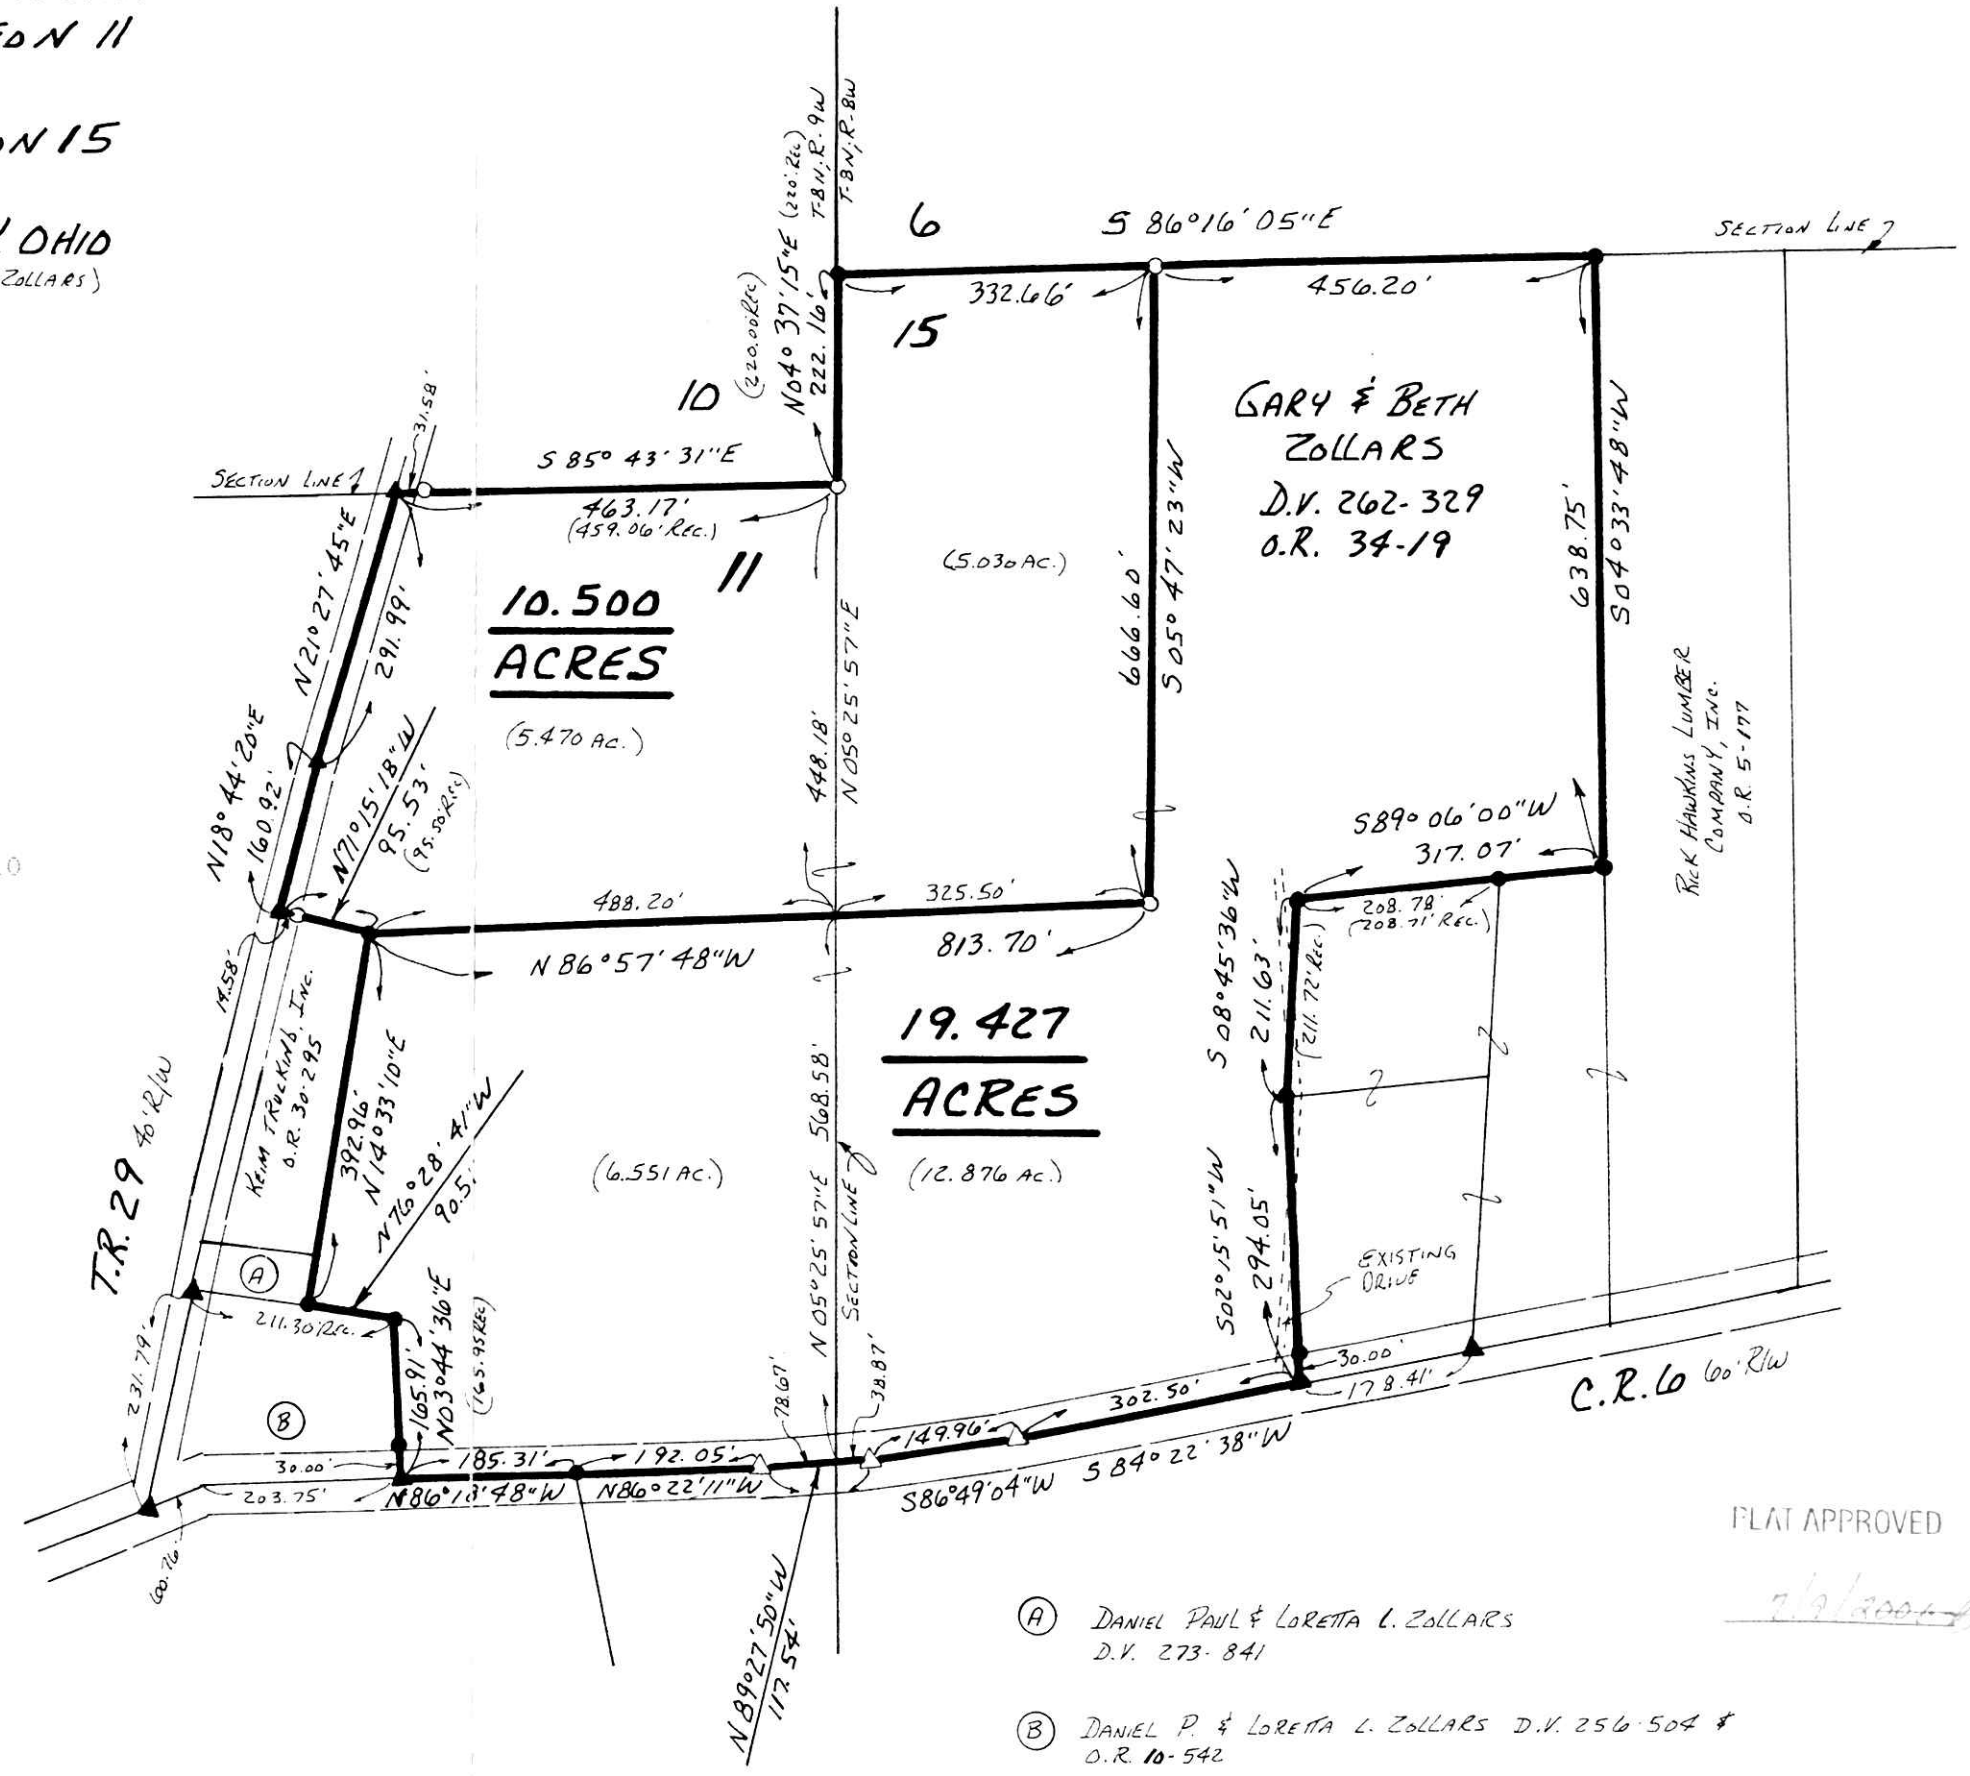 ON 11
ON 15
OHIO
ZOLLARS)
T-8N; R-9W
T-8N; R-8W
6
S 86°16'05"E
SECTION LINE
332.66'
456.20'
15
N04°37'15"E (220' REC)
222.16'
(220.00 REC)
10
31.58'
S 85° 43' 31"E
SECTION LINE
463.17'
(459.06' REC.)
11
GARY & BETH
ZOLLARS
D.V. 262-329
O.R. 34-19
638.75'
S04°33'48"W
(5.030 AC.)
666.60'
S 05°47'23"W
10.500
ACRES
(5.470 AC.)
N21°27'45"E
291.99'
448.18'
N05°25'57"E
N18°44'20"E
160.92'
N71°15'18"W
95.53'
(95.50 REC)
RICK HAWKINS LUMBER
COMPANY, INC.
O.R. 5-177
S89°06'00"W
317.07'
208.78'
(208.71' REC.)
488.20'
325.50'
N 86°57'48"W
813.70'
14.58'
S 08°45'36"W
211.63'
(211.72' REC.)
19.427
ACRES
(6.551 AC.)
(12.876 AC.)
KEIM TRUCKING, INC.
O.R. 30-295
392.96'
N 14°33'10"E
T.R. 29 40' R/W
N 76°28'41"W
90.5
N 05°25'57"E 568.58'
SECTION LINE
S02°15'51"W
294.05'
EXISTING
DRIVE
A
211.30' REC.
231.79'
B
165.91'
N03°44'36"E
(165.95 REC)
78.67'
38.87'
30.00'
178.41'
302.50'
149.96'
C.R. 6 60' R/W
30.00'
185.31'
192.05'
203.75'
N86°18'48"W
N86°22'11"W
S86°49'04"W
S 84°22'38"W
60.76
N 89°27'50"W
117.54'
PLAT APPROVED
A DANIEL PAUL & LORETTA L. ZOLLARS
D.V. 273-841
B DANIEL P. & LORETTA L. ZOLLARS D.V. 256-504 &
O.R. 10-542